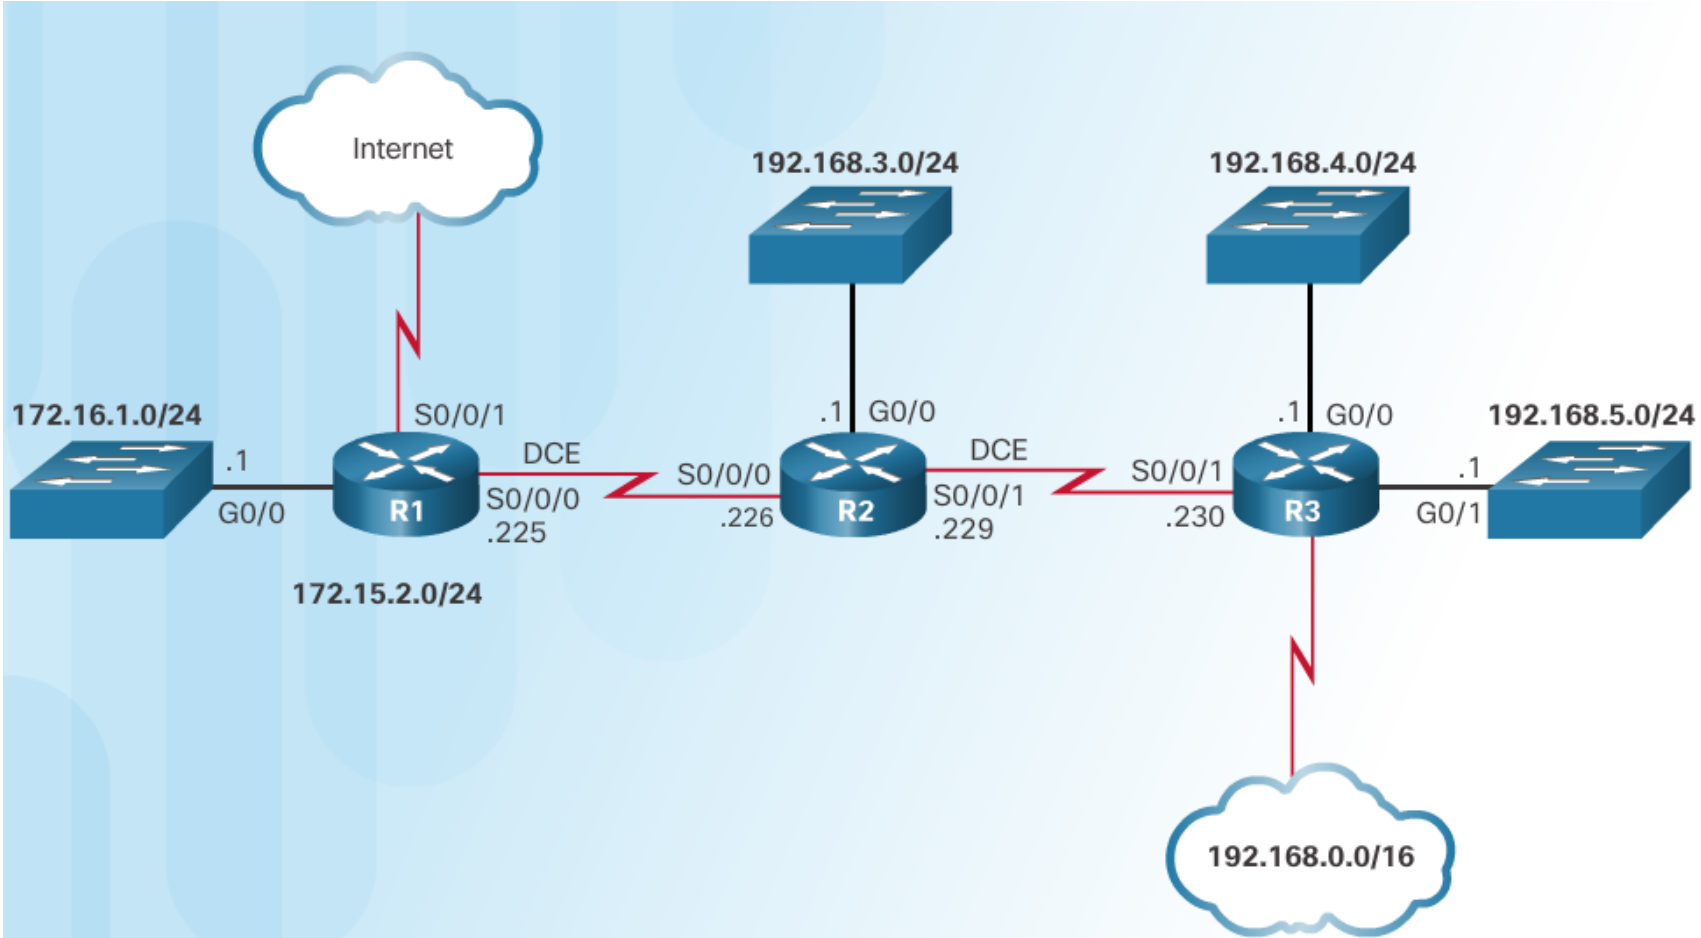 Internet
192.168.3.0/24
192.168.4.0/24
172.16.1.0/24
S0/0/1
.1
G0/0
.1
G0/0
192.168.5.0/24
.1
G0/0
R1
DCE
S0/0/0
.225
S0/0/0
.226
R2
DCE
S0/0/1
.229
S0/0/1
.230
R3
.1
G0/1
172.15.2.0/24
192.168.0.0/16